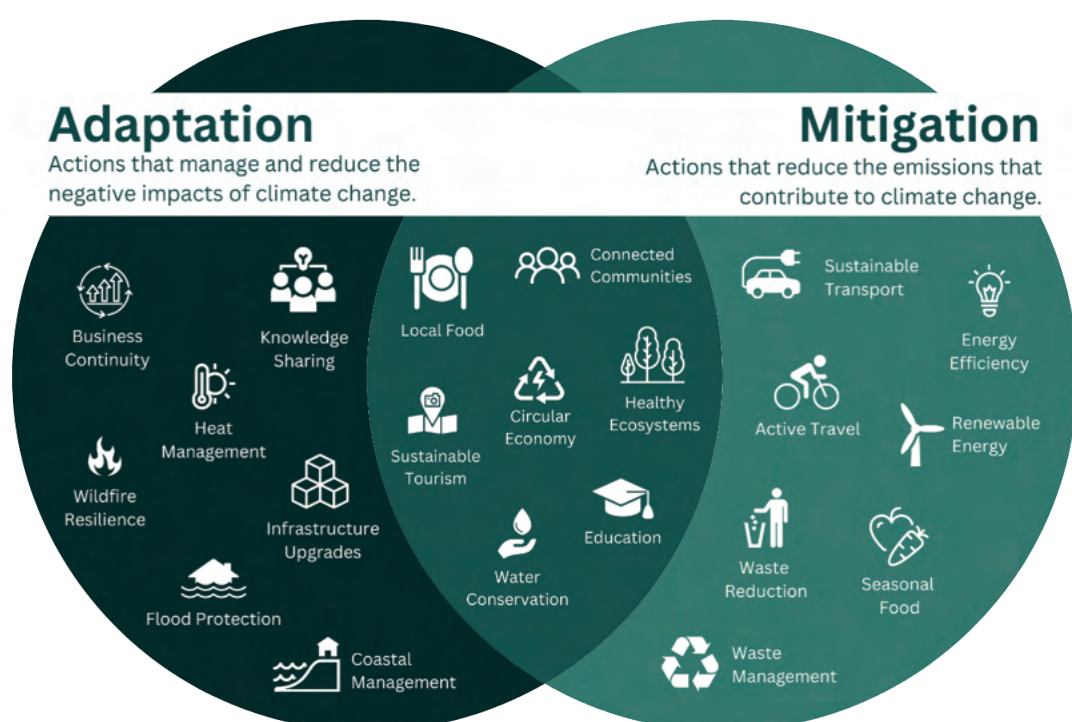 Adaptation
Actions that manage and reduce the
negative impacts of climate change.
Mitigation
Actions that reduce the emissions that
contribute to climate change.
Business
Continuity
Knowledge
Sharing
Heat
Management
Wildfire
Resilience
Infrastructure
Upgrades
Flood Protection
Coastal
Management
Local Food
Connected
Communities
Sustainable
Tourism
Circular
Economy
Healthy
Ecosystems
Water
Conservation
Education
Sustainable
Transport
Energy
Efficiency
Active Travel
Renewable
Energy
Waste
Reduction
Seasonal
Food
Waste
Management